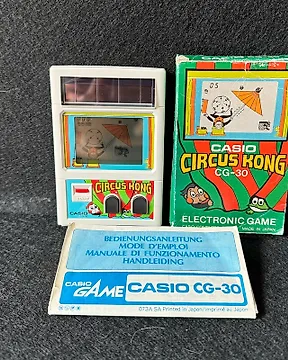 CIRCUS KONG
CASIO
05
CASIO
CIRCUS KONG
CG-30
ELECTRONIC GAME
MADE IN JAPAN
BEDIENUNGSANLEITUNG
MODE D'EMPLOI
MANUALE DI FUNZIONAMENTO
HANDLEIDING
CASIO GAME CASIO CG-30
Printed in Japan/Imprimé au Japon